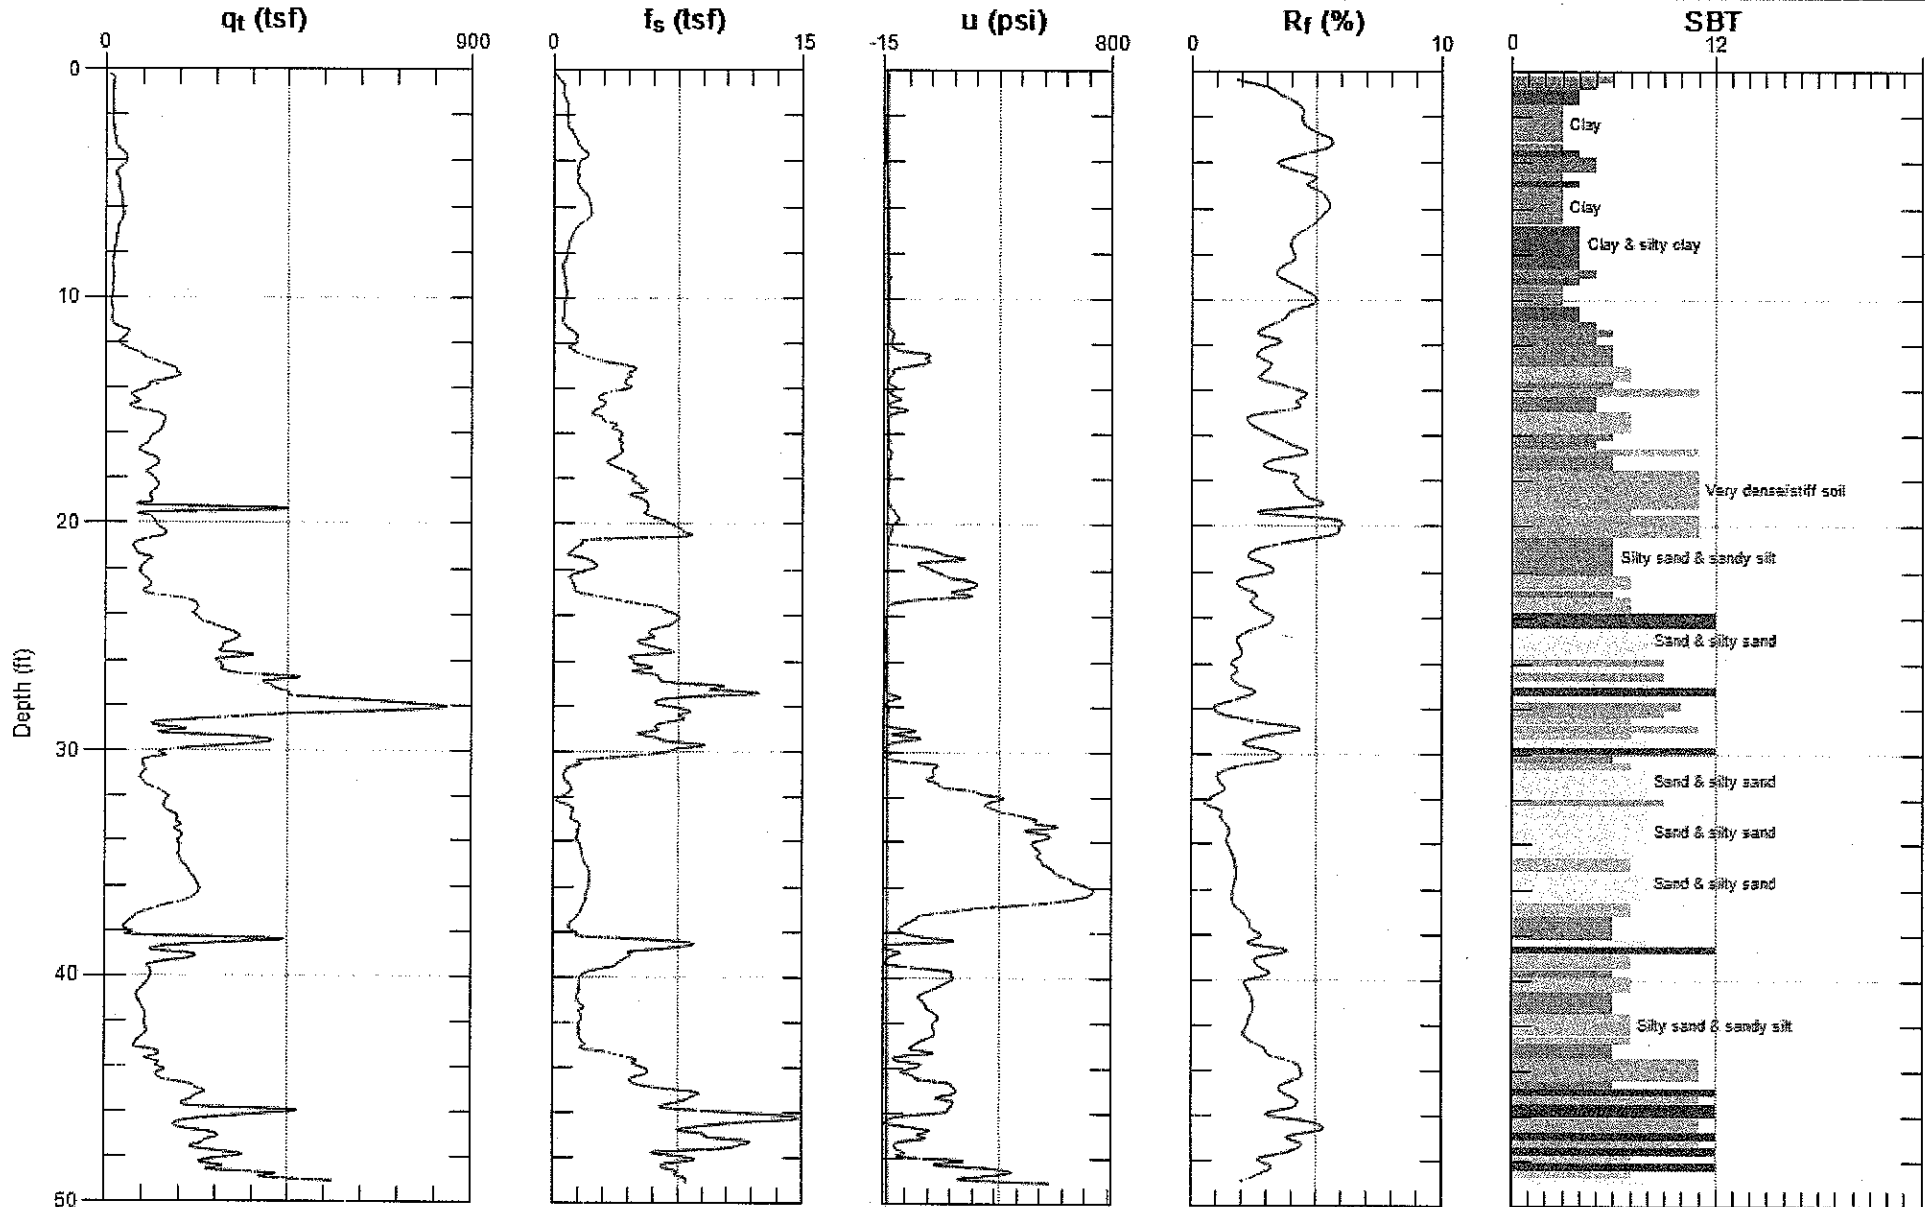 qt (tsf)
fs (tsf)
u (psi)
Rf (%)
SBT
0 900
0 15
-15 800
0 10
0 12
0
10
20
30
40
50
Depth (ft)
Clay
Clay
Clay & silty clay
Very dense/stiff soil
Silty sand & sandy silt
Sand & silty sand
Sand & silty sand
Sand & silty sand
Sand & silty sand
Silty sand & sandy silt